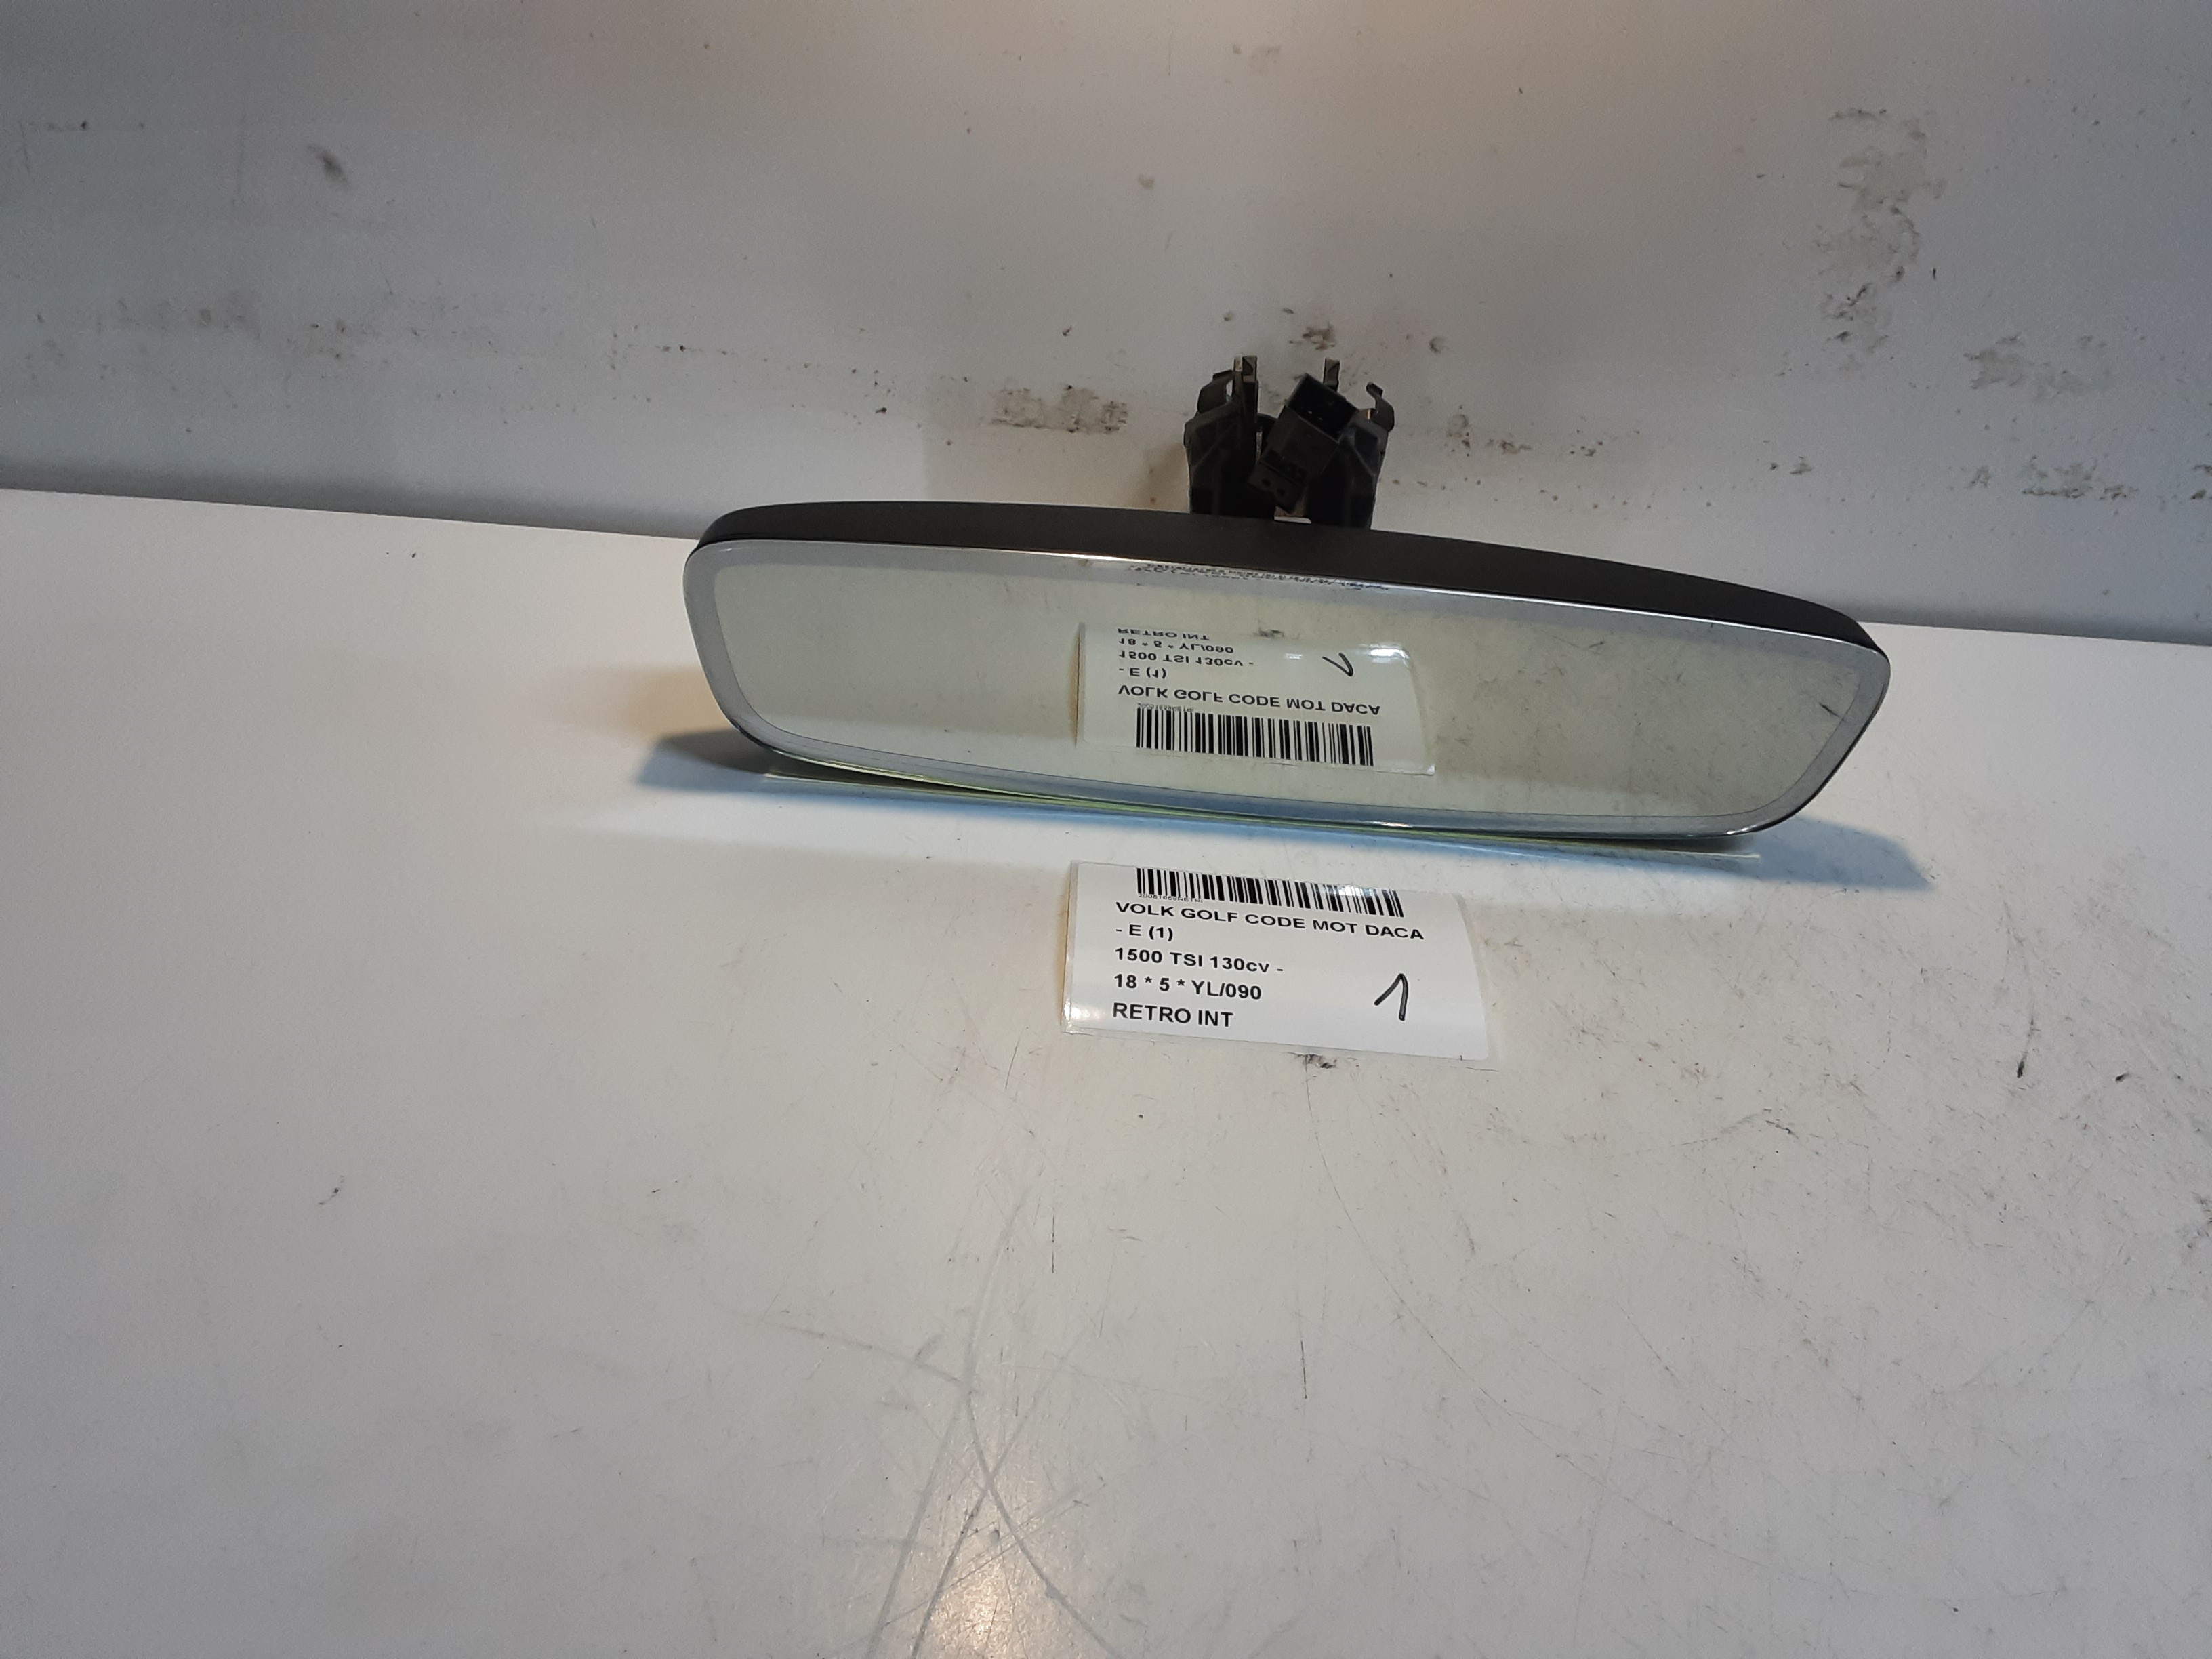 VOLK GOLF CODE MOT DACA
- E (1)
1500 TSI 130cv -
18 * 5 * YL/090
RETRO INT
1